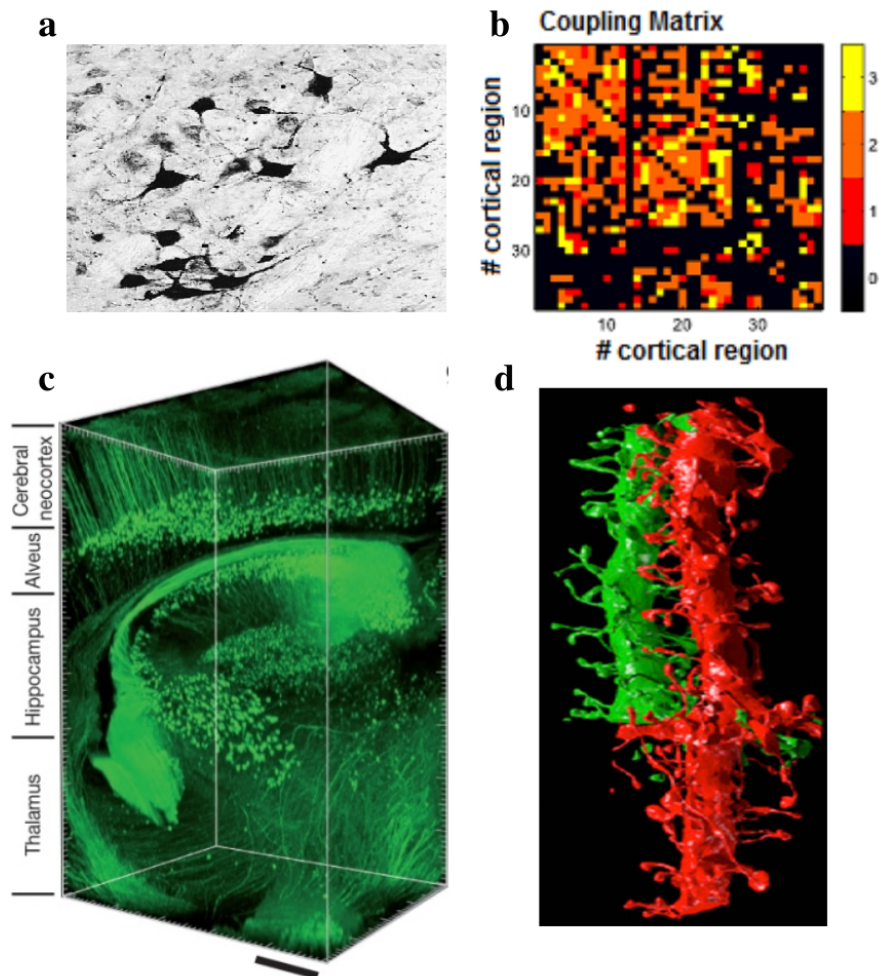 a
b
Coupling Matrix
# cortical region
10
20
30
10
20
30
# cortical region
3
2
1
0
c
Cerebral
neocortex
Alveus
Hippocampus
Thalamus
d